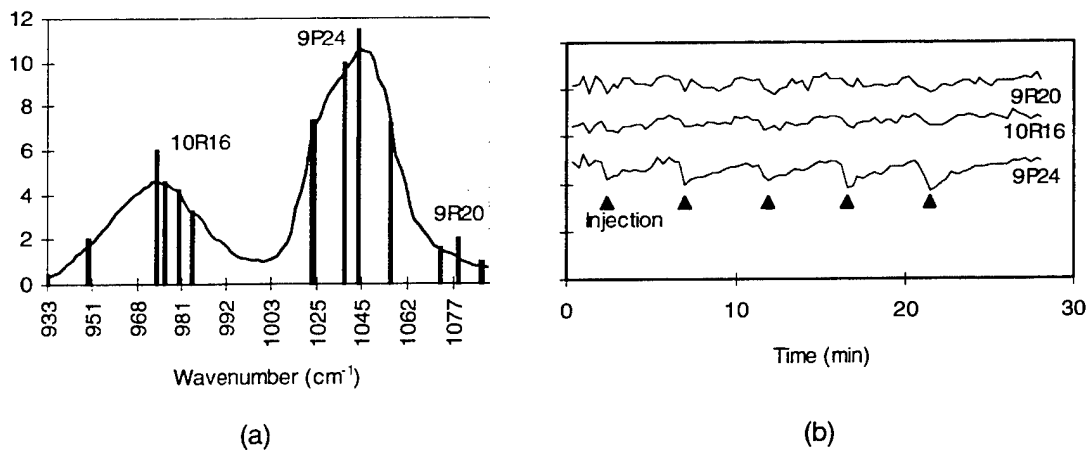 12
10
8
6
4
2
0
9P24
10R16
9R20
933
951
968
981
992
1003
1025
1045
1062
1077
Wavenumber (cm⁻¹)
(a)
9R20
10R16
9P24
Injection
0
10
20
30
Time (min)
(b)